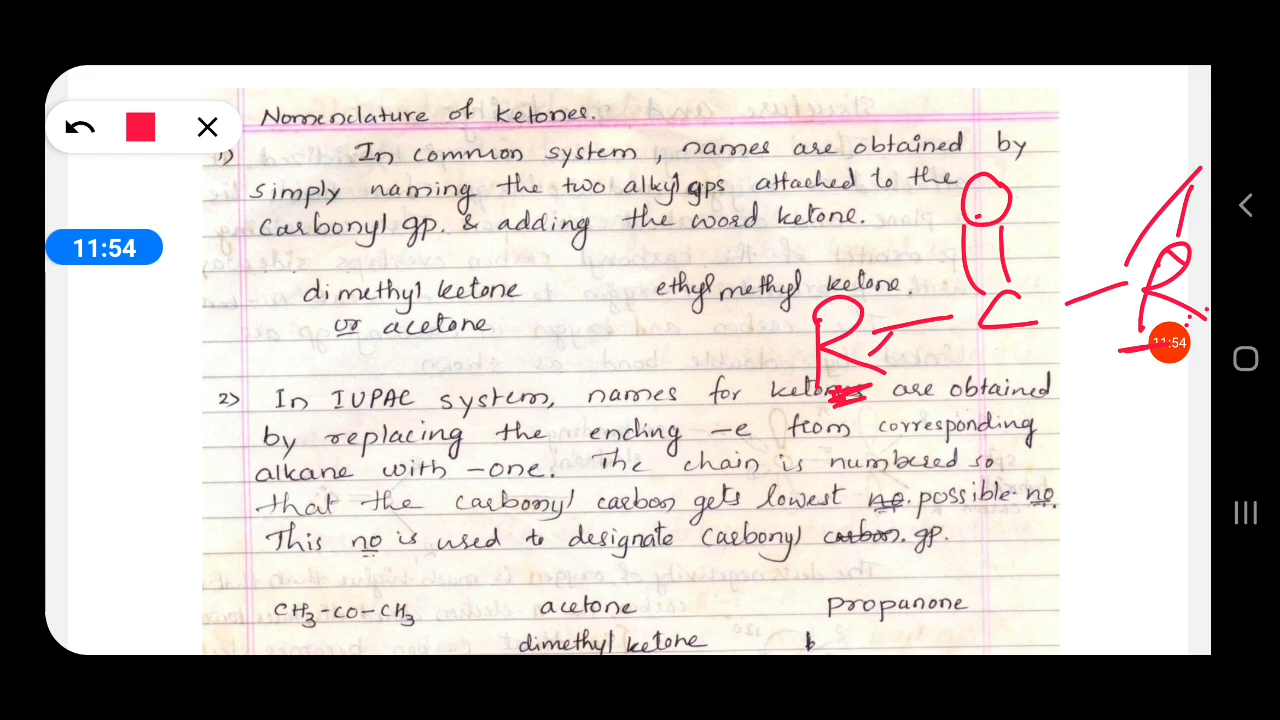 Nomenclature of Ketones.
1) In common system, names are obtained by
simply naming the two alkyl gps attached to the
Carbonyl gp. & adding the word ketone.
11:54
dimethyl ketone ethyl methyl ketone.
or acetone
O
R - C - R
11:54
2) In IUPAC system, names for ketones are obtained
by replacing the ending -e from corresponding
alkane with -one. The chain is numbered so
that the carbonyl carbon gets lowest no. possible no.
This no is used to designate carbonyl carbon. gp.
CH3-CO-CH3 acetone propanone
dimethyl ketone